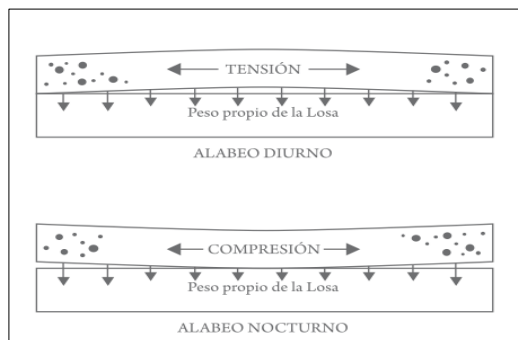 TENSIÓN
Peso propio de la Losa
ALABEO DIURNO
COMPRESIÓN
Peso propio de la Losa
ALABEO NOCTURNO